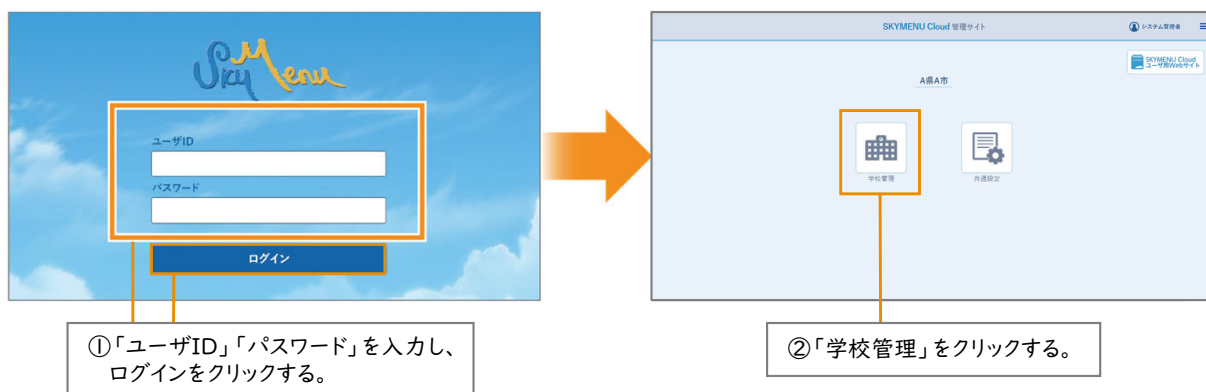 Sky Menu
ユーザID
パスワード
ログイン
①「ユーザID」「パスワード」を入力し、
ログインをクリックする。
SKYMENU Cloud 管理サイト
システム管理者
SKYMENU Cloud
ユーザ用Webサイト
A県A市
学校管理
共通設定
②「学校管理」をクリックする。